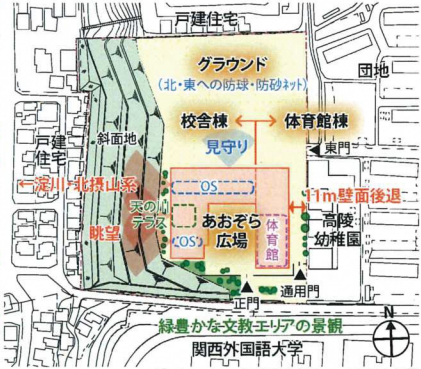 戸建住宅
グラウンド
(北・東への防球・防砂ネット)
団地
校舎棟
体育館棟
見守り
東門
戸建
住宅
斜面地
←淀川・北摂山系
OS
11m壁面後退
天の川
テラス
眺望
あおぞら
広場
OS
体育館
高陵
幼稚園
正門
通用門
緑豊かな文教エリアの景観
関西外国語大学
N